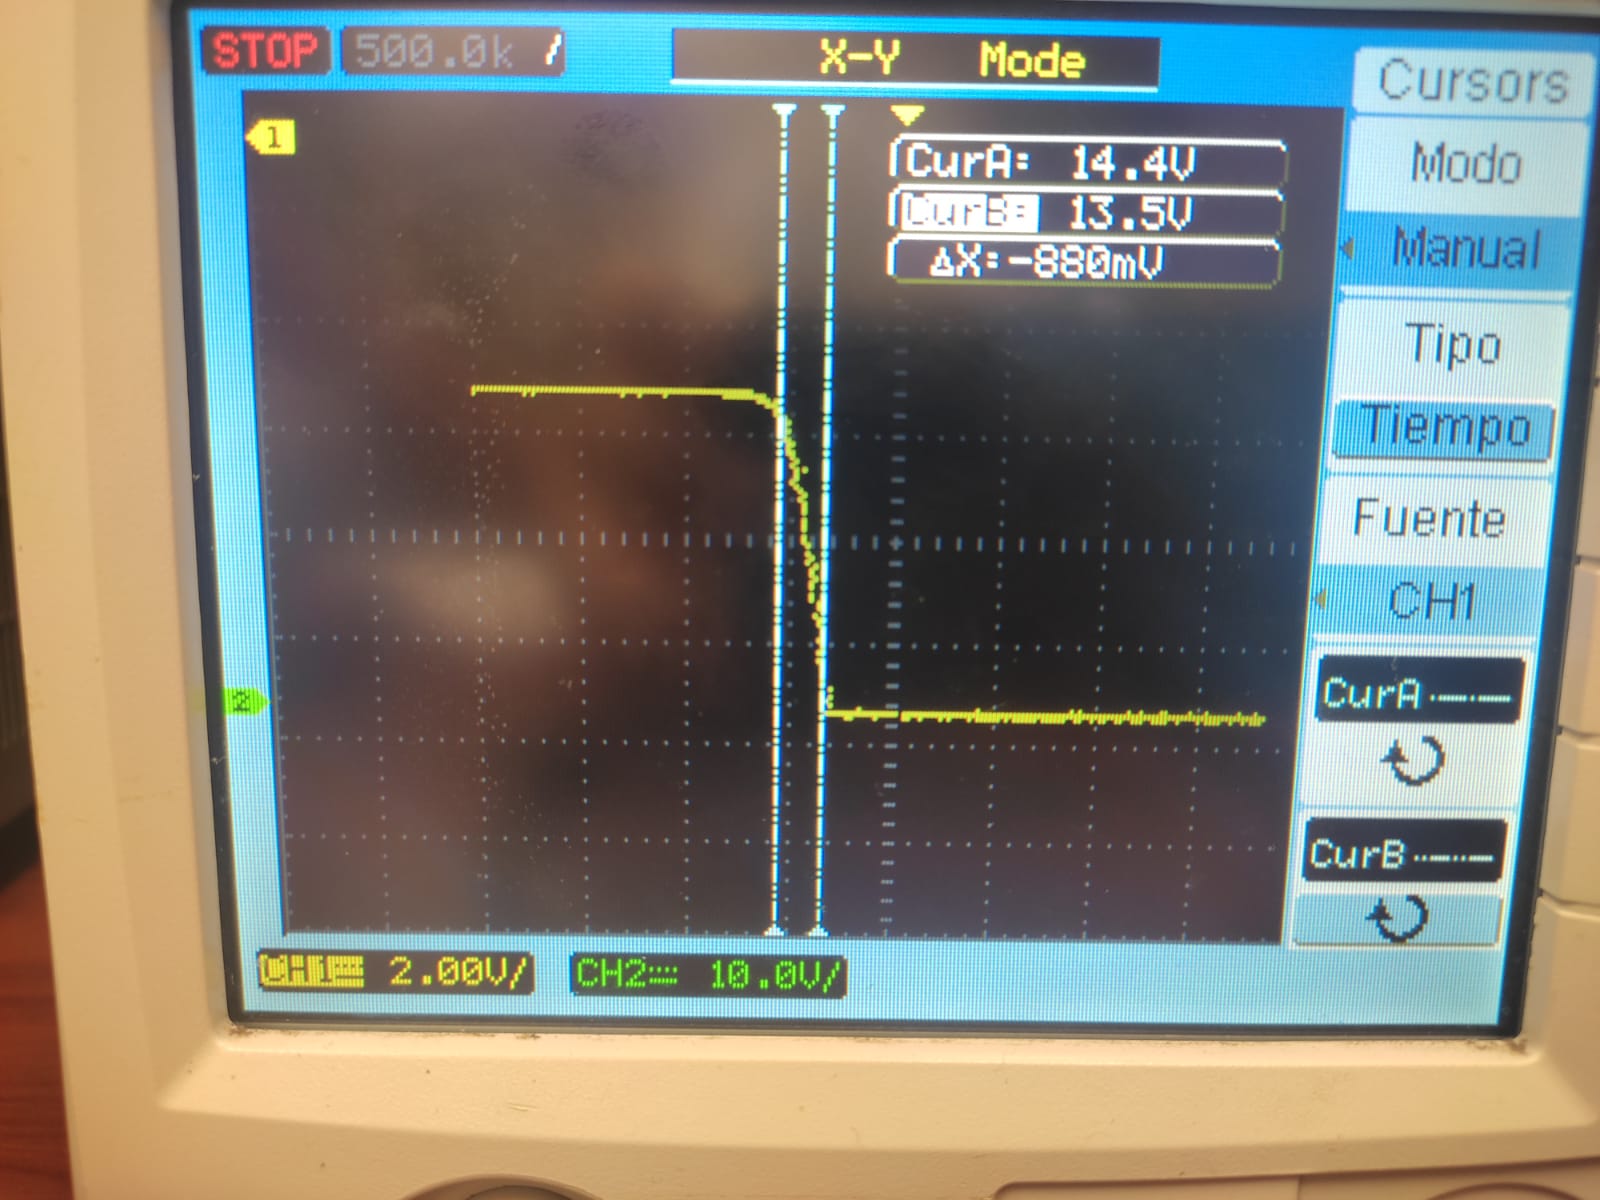 STOP 500.0k X-Y Mode
1
CurA: 14.4V
CurB: 13.5V
ΔX:-880mV
2
CH1 2.00V/ CH2 10.0V/
Cursors
Modo
Manual
Tipo
Tiempo
Fuente
CH1
CurA
CurB